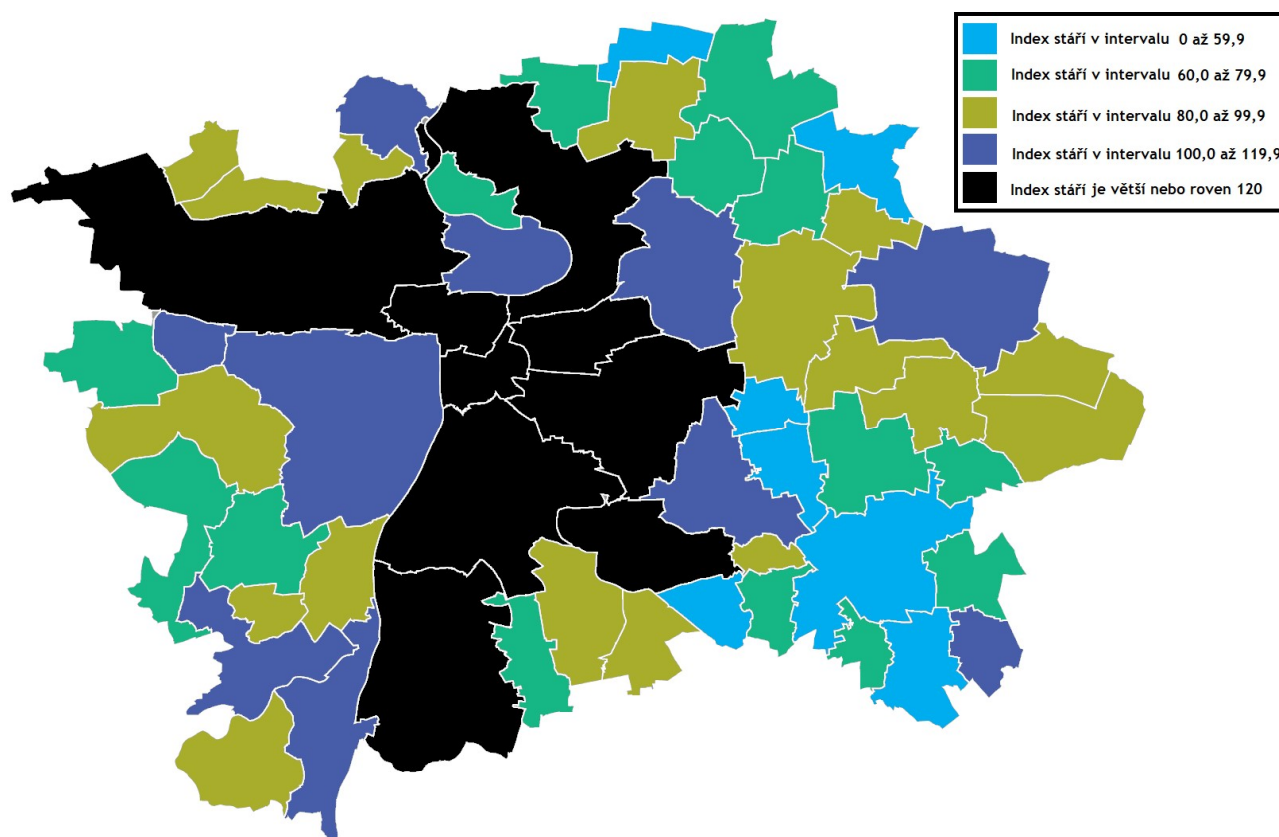 Index stáří v intervalu 0 až 59,9
Index stáří v intervalu 60,0 až 79,9
Index stáří v intervalu 80,0 až 99,9
Index stáří v intervalu 100,0 až 119,9
Index stáří je větší nebo roven 120